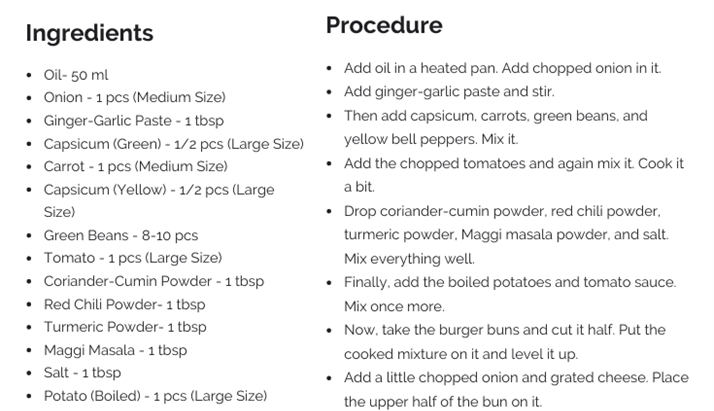 Ingredients
• Oil- 50 ml
• Onion - 1 pcs (Medium Size)
• Ginger-Garlic Paste - 1 tbsp
• Capsicum (Green) - 1/2 pcs (Large Size)
• Carrot - 1 pcs (Medium Size)
• Capsicum (Yellow) - 1/2 pcs (Large
Size)
• Green Beans - 8-10 pcs
• Tomato - 1 pcs (Large Size)
• Coriander-Cumin Powder - 1 tbsp
• Red Chili Powder- 1 tbsp
• Turmeric Powder- 1 tbsp
• Maggi Masala - 1 tbsp
• Salt - 1 tbsp
• Potato (Boiled) - 1 pcs (Large Size)
Procedure
• Add oil in a heated pan. Add chopped onion in it.
• Add ginger-garlic paste and stir.
• Then add capsicum, carrots, green beans, and
yellow bell peppers. Mix it.
• Add the chopped tomatoes and again mix it. Cook it
a bit.
• Drop coriander-cumin powder, red chili powder,
turmeric powder, Maggi masala powder, and salt.
Mix everything well.
• Finally, add the boiled potatoes and tomato sauce.
Mix once more.
• Now, take the burger buns and cut it half. Put the
cooked mixture on it and level it up.
• Add a little chopped onion and grated cheese. Place
the upper half of the bun on it.